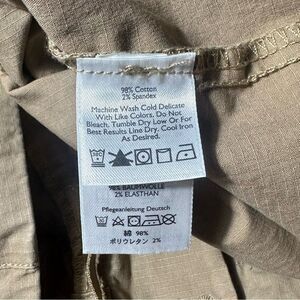 98% Cotton
2% Spandex
Machine Wash Cold Delicate
With Like Colors. Do Not
Bleach. Tumble Dry Low Or For
Best Results Line Dry. Cool Iron
As Desired.
98% BAUMWOLLE
2% ELASTHAN
Pflegeanleitung Deutsch
綿 98%
ポリウレタン 2%